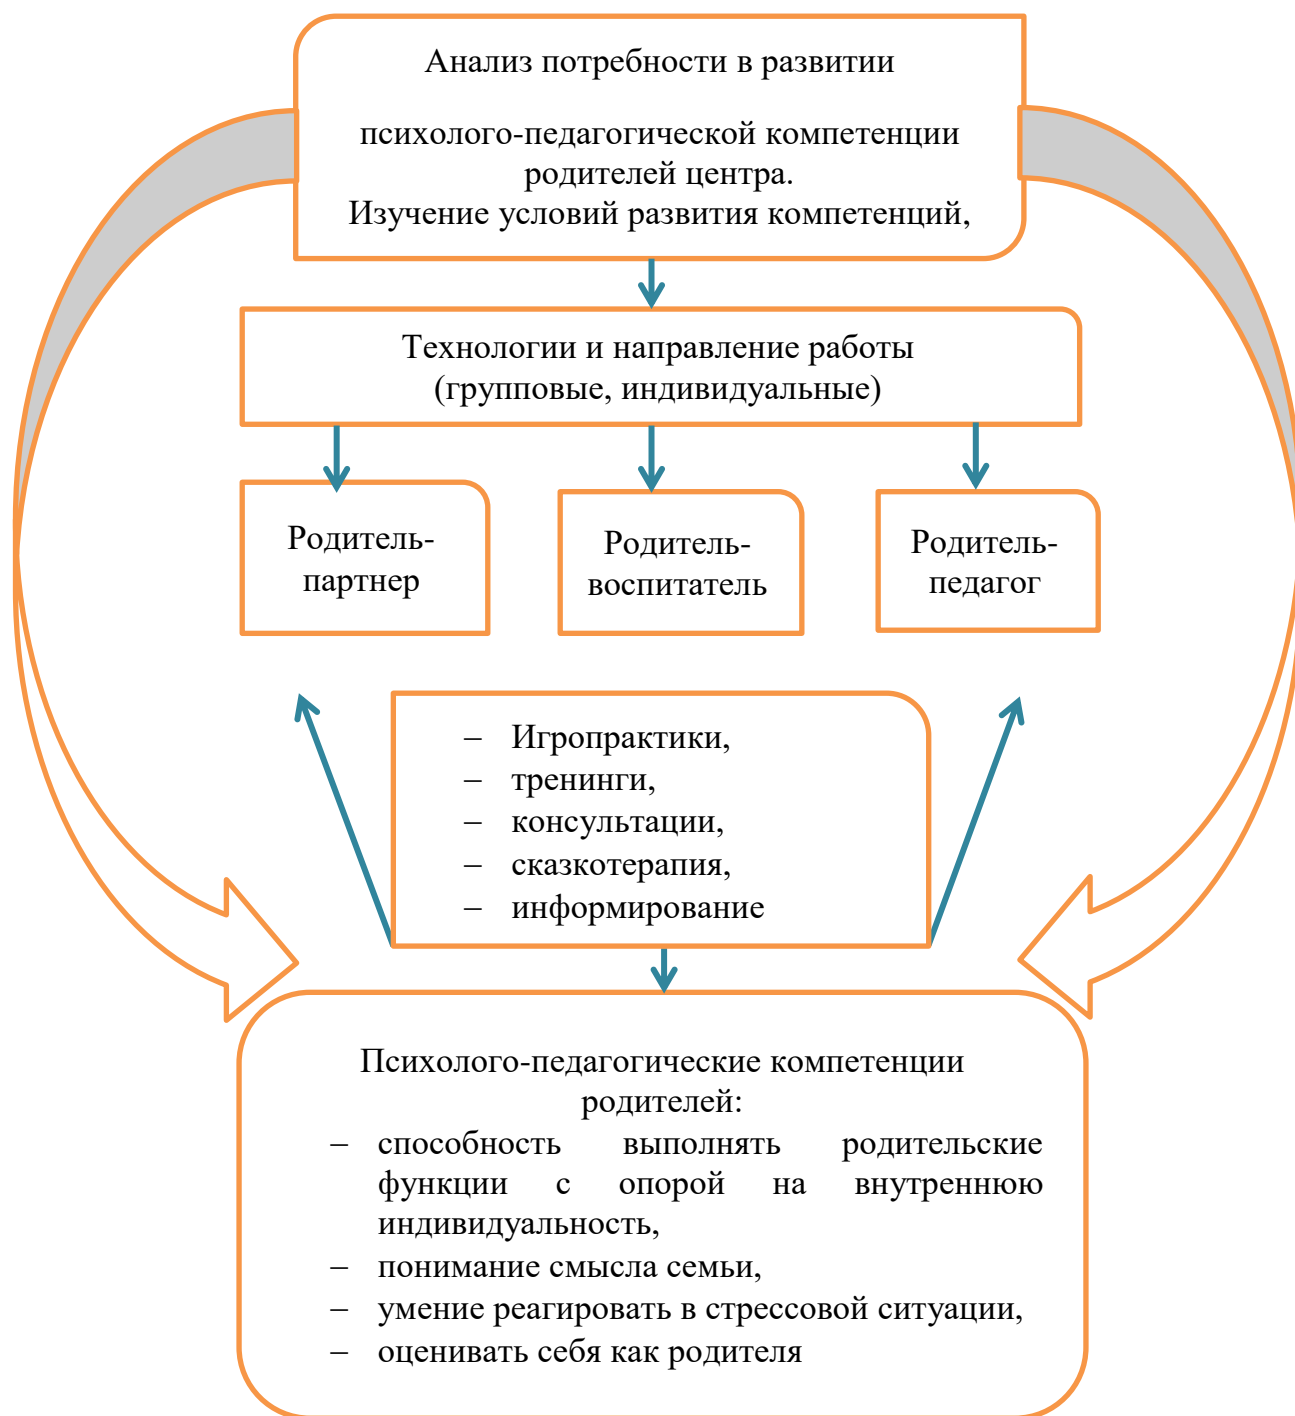 Анализ потребности в развитии
психолого-педагогической компетенции
родителей центра.
Изучение условий развития компетенций,
Технологии и направление работы
(групповые, индивидуальные)
Родитель-
партнер
Родитель-
воспитатель
Родитель-
педагог
– Игропрактики,
– тренинги,
– консультации,
– сказкотерапия,
– информирование
Психолого-педагогические компетенции
родителей:
– способность выполнять родительские
функции с опорой на внутреннюю
индивидуальность,
– понимание смысла семьи,
– умение реагировать в стрессовой ситуации,
– оценивать себя как родителя